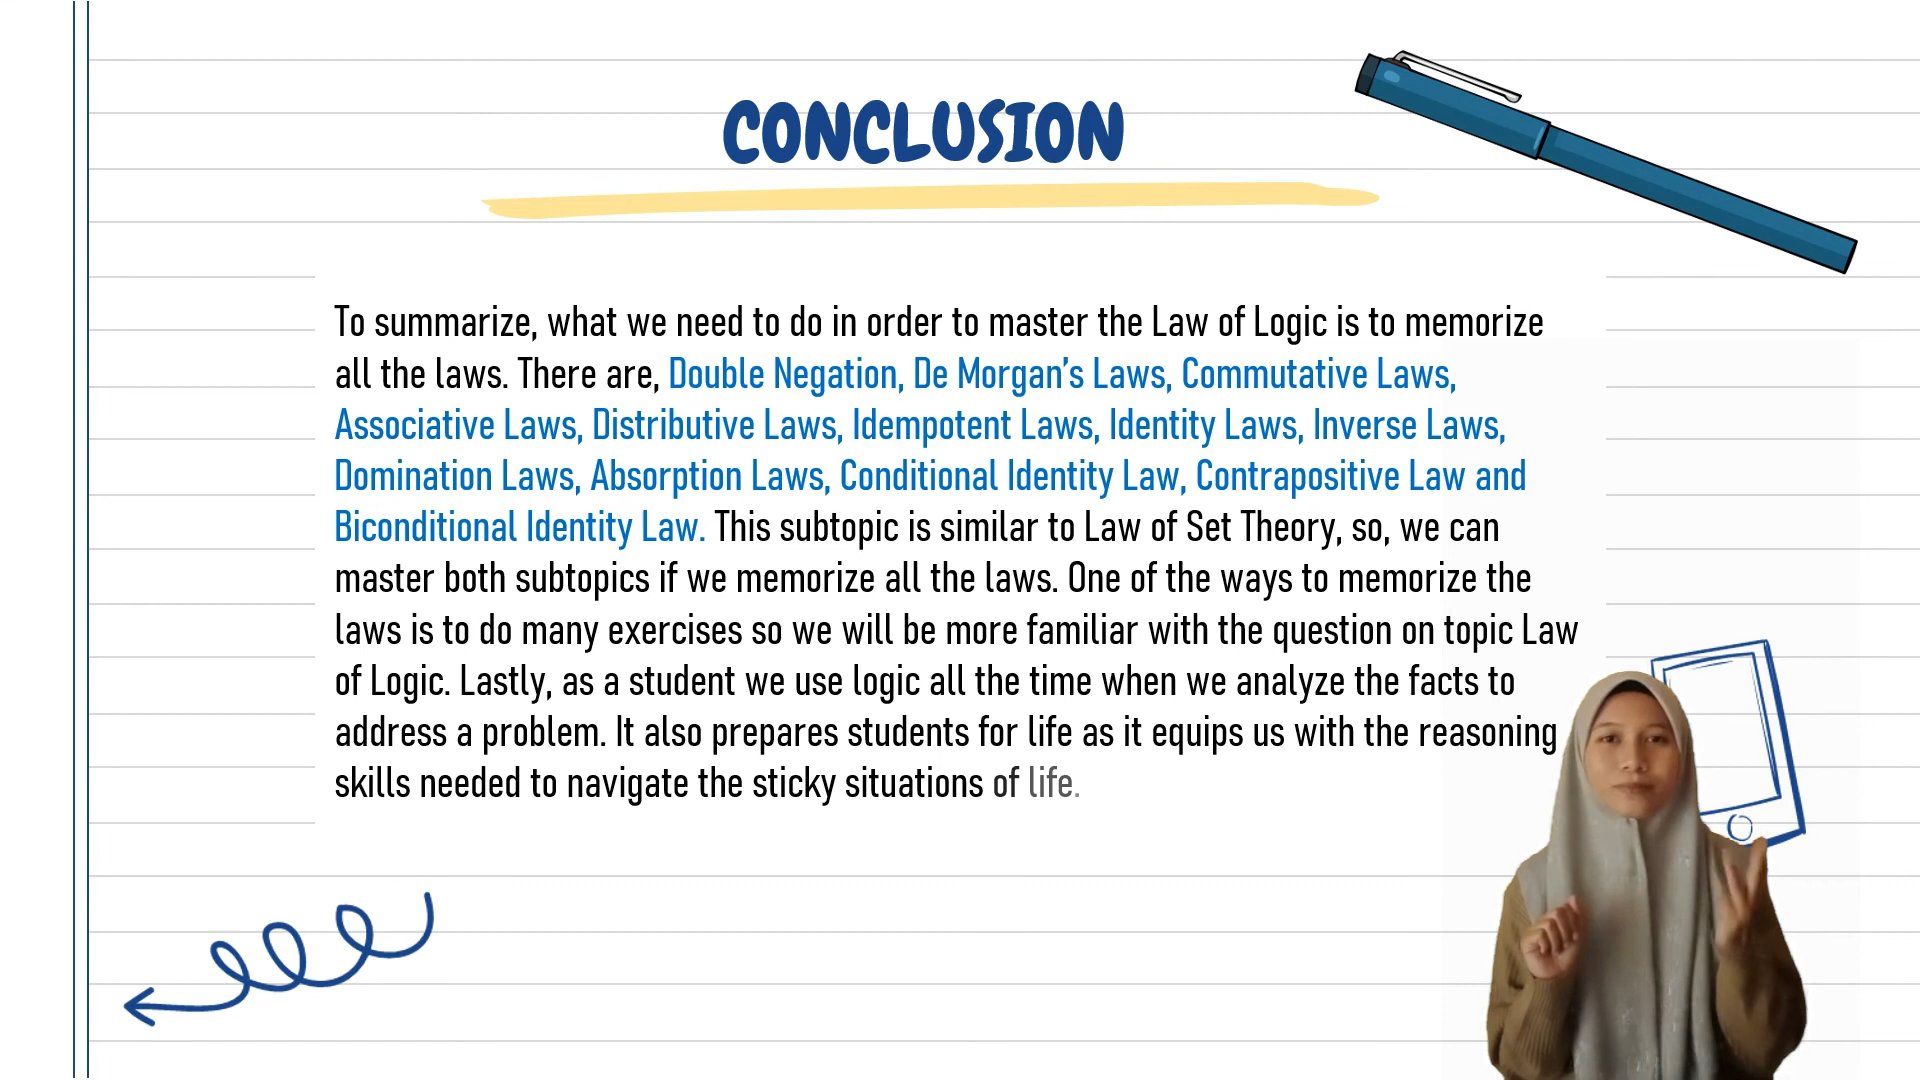 CONCLUSION
To summarize, what we need to do in order to master the Law of Logic is to memorize
all the laws. There are, Double Negation, De Morgan’s Laws, Commutative Laws,
Associative Laws, Distributive Laws, Idempotent Laws, Identity Laws, Inverse Laws,
Domination Laws, Absorption Laws, Conditional Identity Law, Contrapositive Law and
Biconditional Identity Law. This subtopic is similar to Law of Set Theory, so, we can
master both subtopics if we memorize all the laws. One of the ways to memorize the
laws is to do many exercises so we will be more familiar with the question on topic Law
of Logic. Lastly, as a student we use logic all the time when we analyze the facts to
address a problem. It also prepares students for life as it equips us with the reasoning
skills needed to navigate the sticky situations of life.